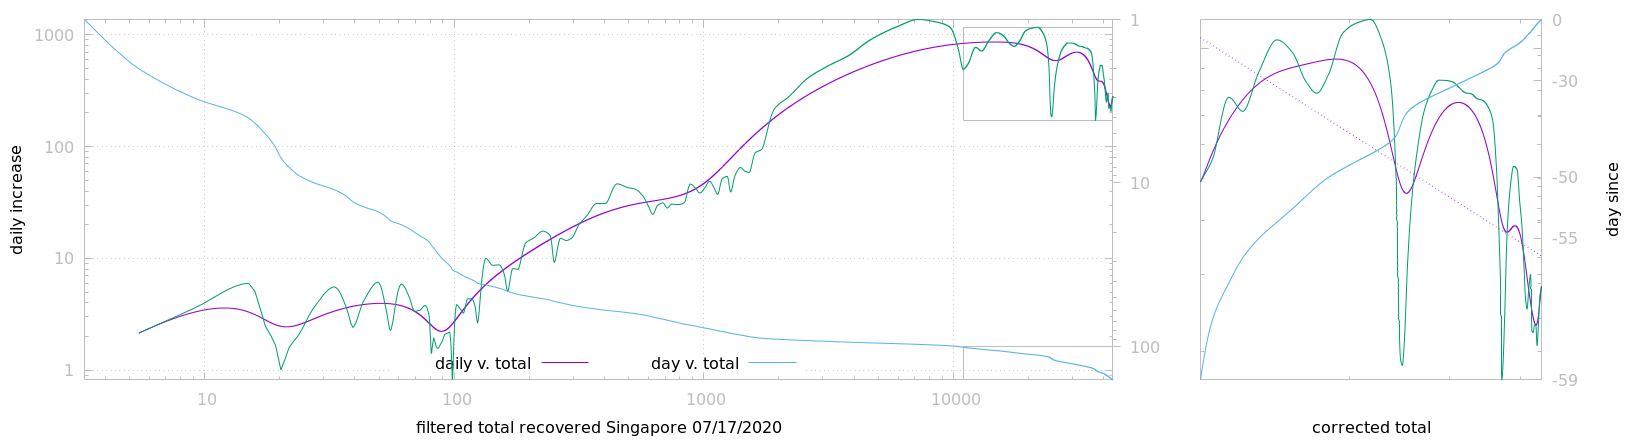 1000
100
10
1
daily increase
10
100
1000
10000
1
10
100
daily v. total
day v. total
filtered total recovered Singapore 07/17/2020
0
-30
-50
-55
-59
day since
corrected total